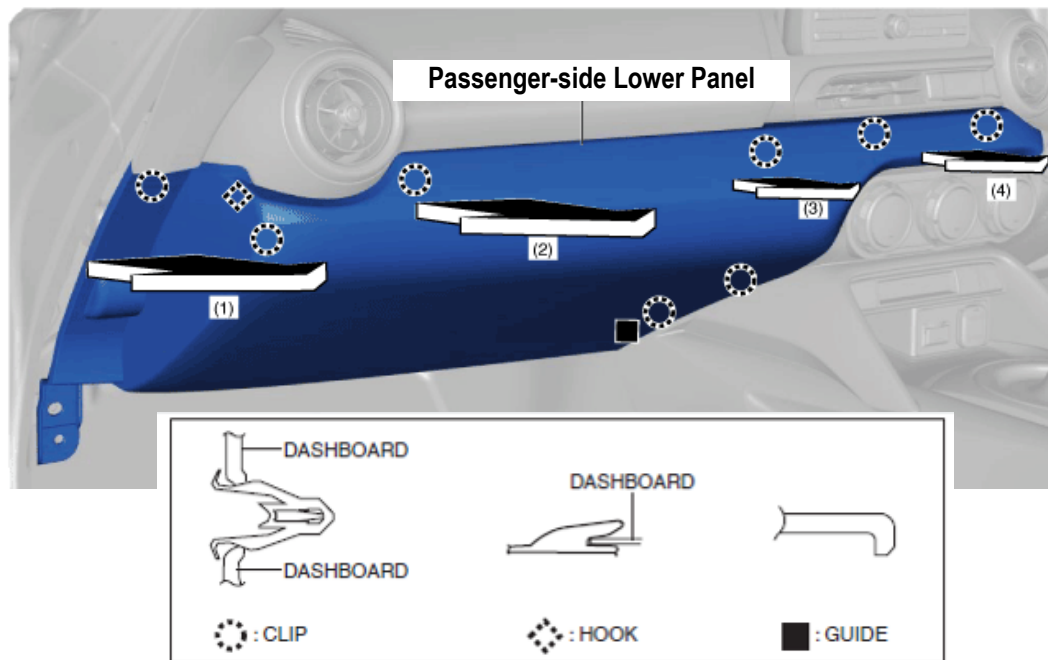 Passenger-side Lower Panel
(4)
(3)
(2)
(1)
DASHBOARD
DASHBOARD
DASHBOARD
: CLIP
: HOOK
: GUIDE